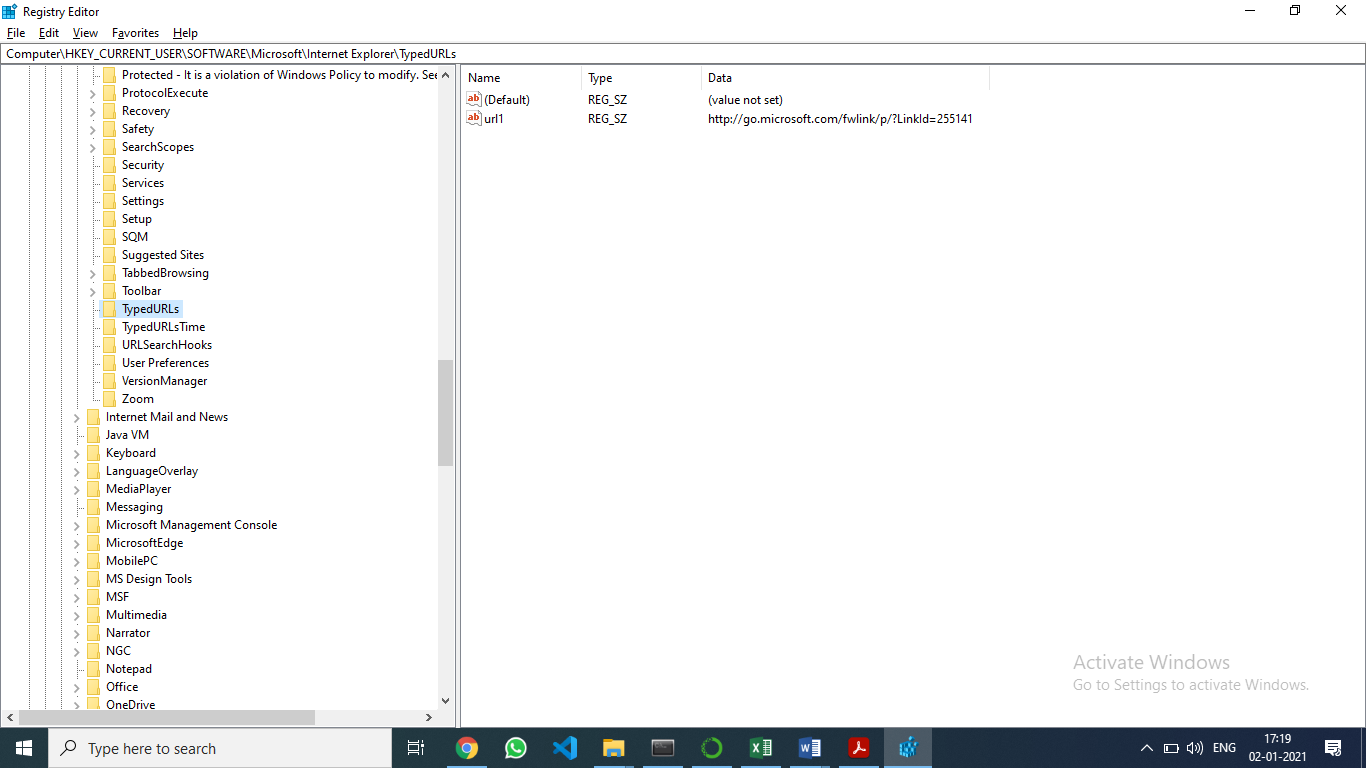 Registry Editor
File Edit View Favorites Help
Computer\HKEY_CURRENT_USER\SOFTWARE\Microsoft\Internet Explorer\TypedURLs
Protected - It is a violation of Windows Policy to modify. See
ProtocolExecute
Recovery
Safety
SearchScopes
Security
Services
Settings
Setup
SQM
Suggested Sites
TabbedBrowsing
Toolbar
TypedURLs
TypedURLsTime
URLSearchHooks
User Preferences
VersionManager
Zoom
Internet Mail and News
Java VM
Keyboard
LanguageOverlay
MediaPlayer
Messaging
Microsoft Management Console
MicrosoftEdge
MobilePC
MS Design Tools
MSF
Multimedia
Narrator
NGC
Notepad
Office
OneDrive
Name Type Data
ab (Default) REG_SZ (value not set)
ab url1 REG_SZ http://go.microsoft.com/fwlink/p/?LinkId=255141
Activate Windows
Go to Settings to activate Windows.
Type here to search
ENG
17:19
02-01-2021